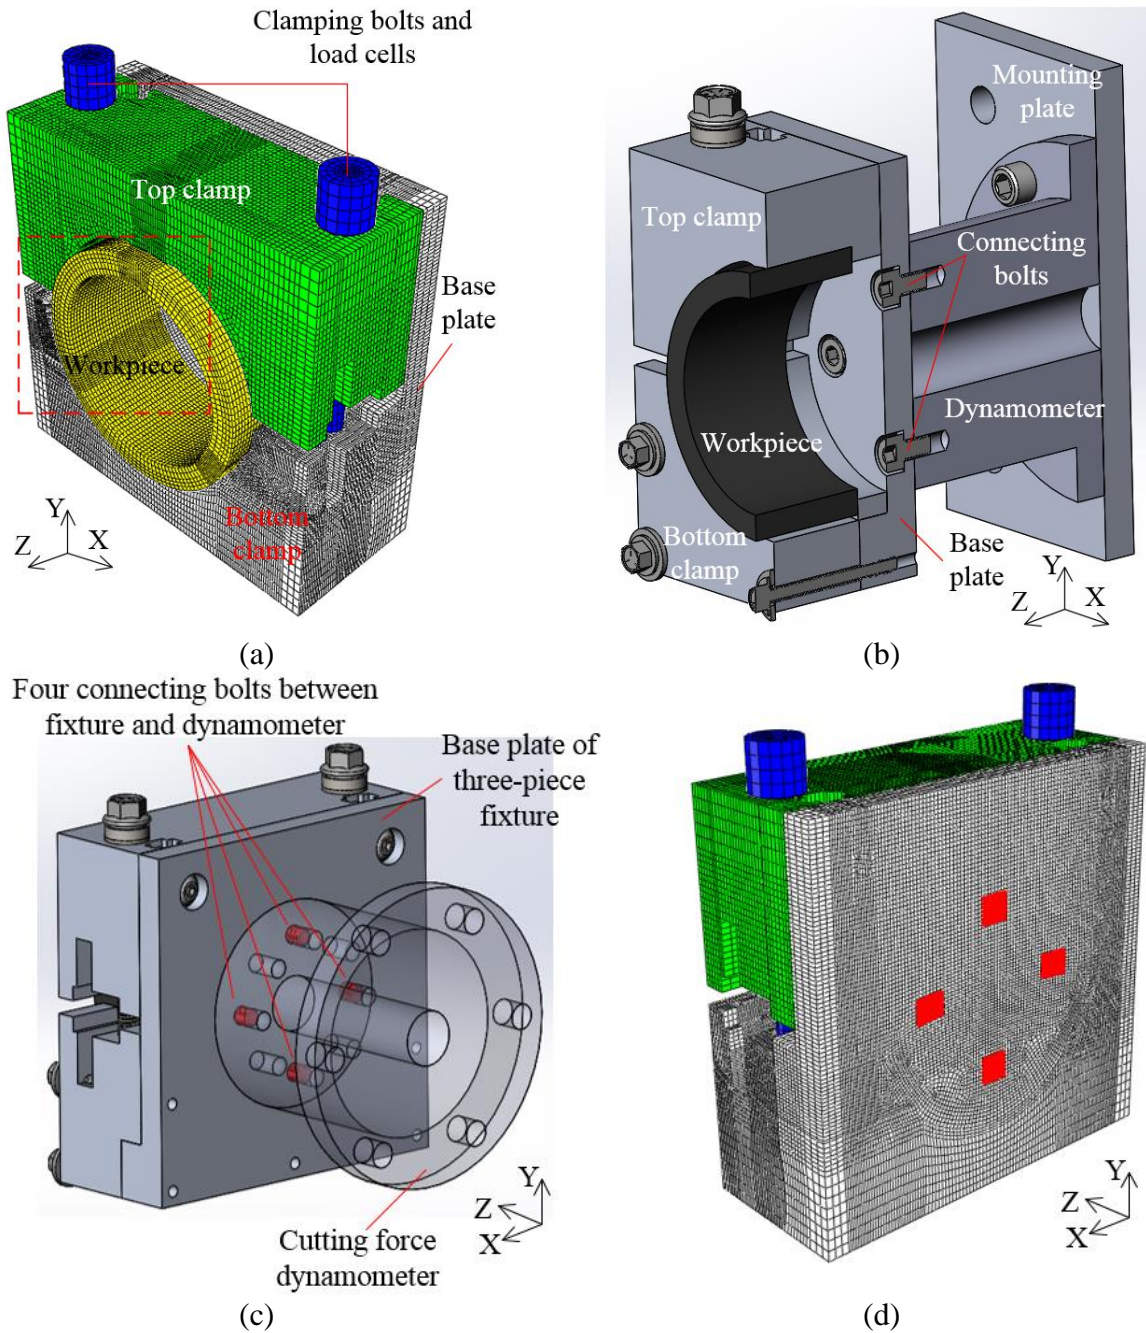 Clamping bolts and
load cells
Top clamp
Base
plate
Workpiece
Bottom
clamp
Y
Z
X
(a)
Mounting
plate
Top clamp
Connecting
bolts
Dynamometer
Workpiece
Bottom
clamp
Base
plate
Y
Z
X
(b)
Four connecting bolts between
fixture and dynamometer
Base plate of
three-piece
fixture
Cutting force
dynamometer
Y
Z
X
(c)
Y
Z
X
(d)